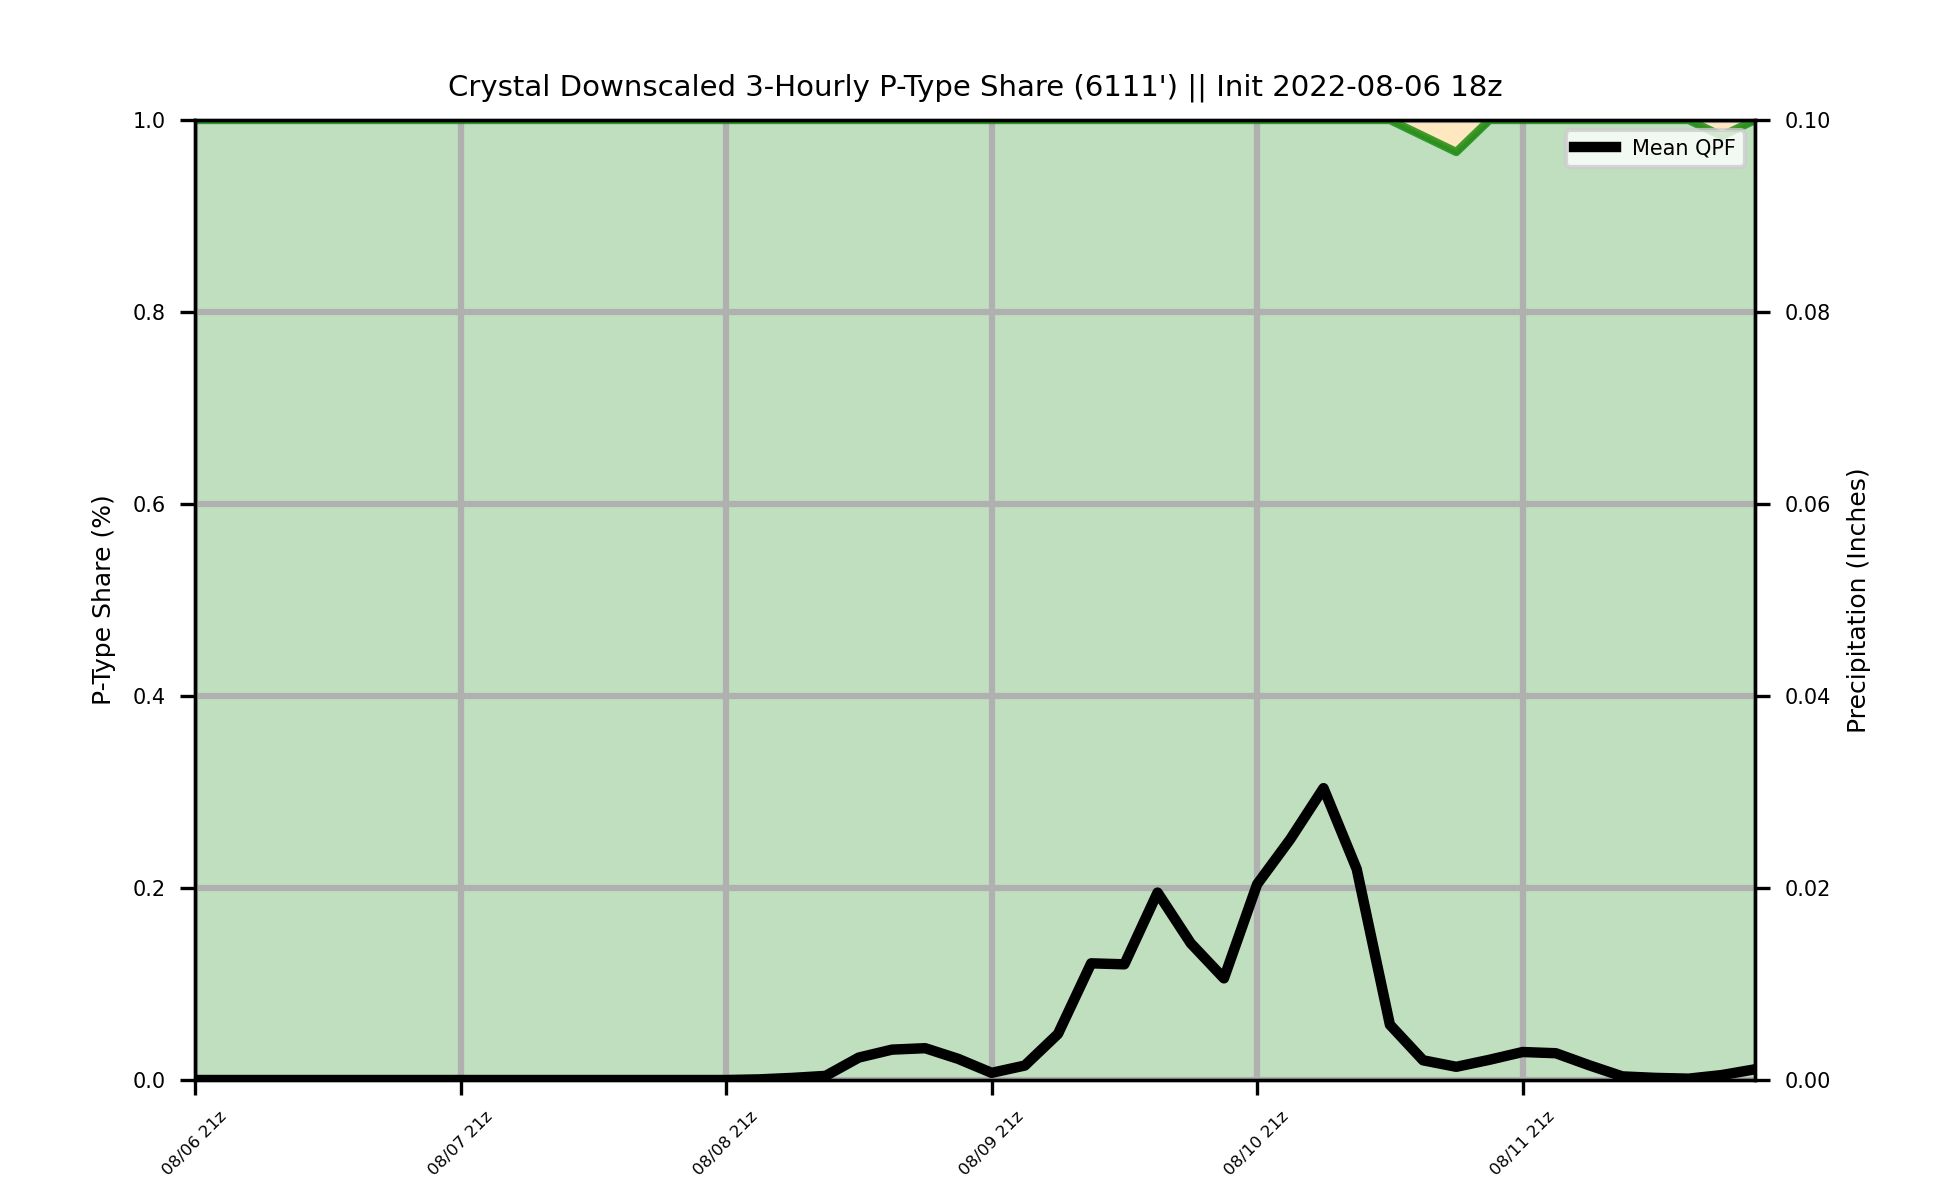 Crystal Downscaled 3-Hourly P-Type Share (6111') || Init 2022-08-06 18z
1.0
0.8
0.6
0.4
0.2
0.0
P-Type Share (%)
0.10
0.08
0.06
0.04
0.02
0.00
Precipitation (Inches)
Mean QPF
08/06 21z
08/07 21z
08/08 21z
08/09 21z
08/10 21z
08/11 21z